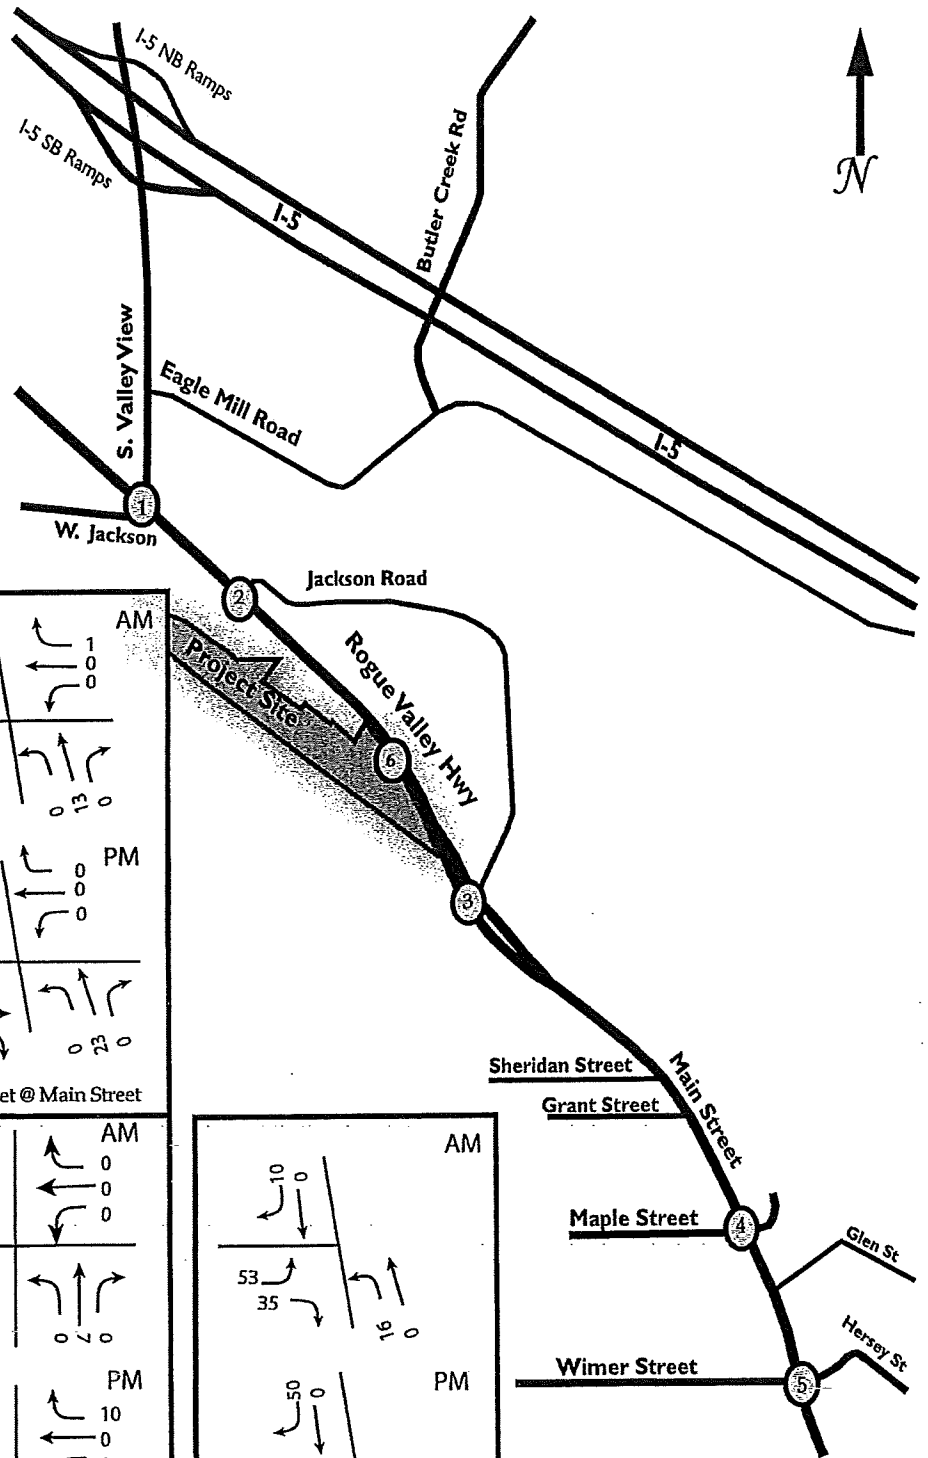 I-5 NB Ramps
I-5 SB Ramps
N
Butler Creek Rd
I-5
S. Valley View
Eagle Mill Road
I-5
1
W. Jackson
2
Jackson Road
Rogue Valley Hwy
Project Site
6
3
AM
1
0
0
0 13 0
PM
0
0
0
0 23 0
et @ Main Street
AM
0
0
0
0 7 0
PM
10
0
Sheridan Street
Main Street
Grant Street
Maple Street
4
Glen St
Hersey St
Wimer Street
5
AM
10 0
53
35
16 0
PM
50 0